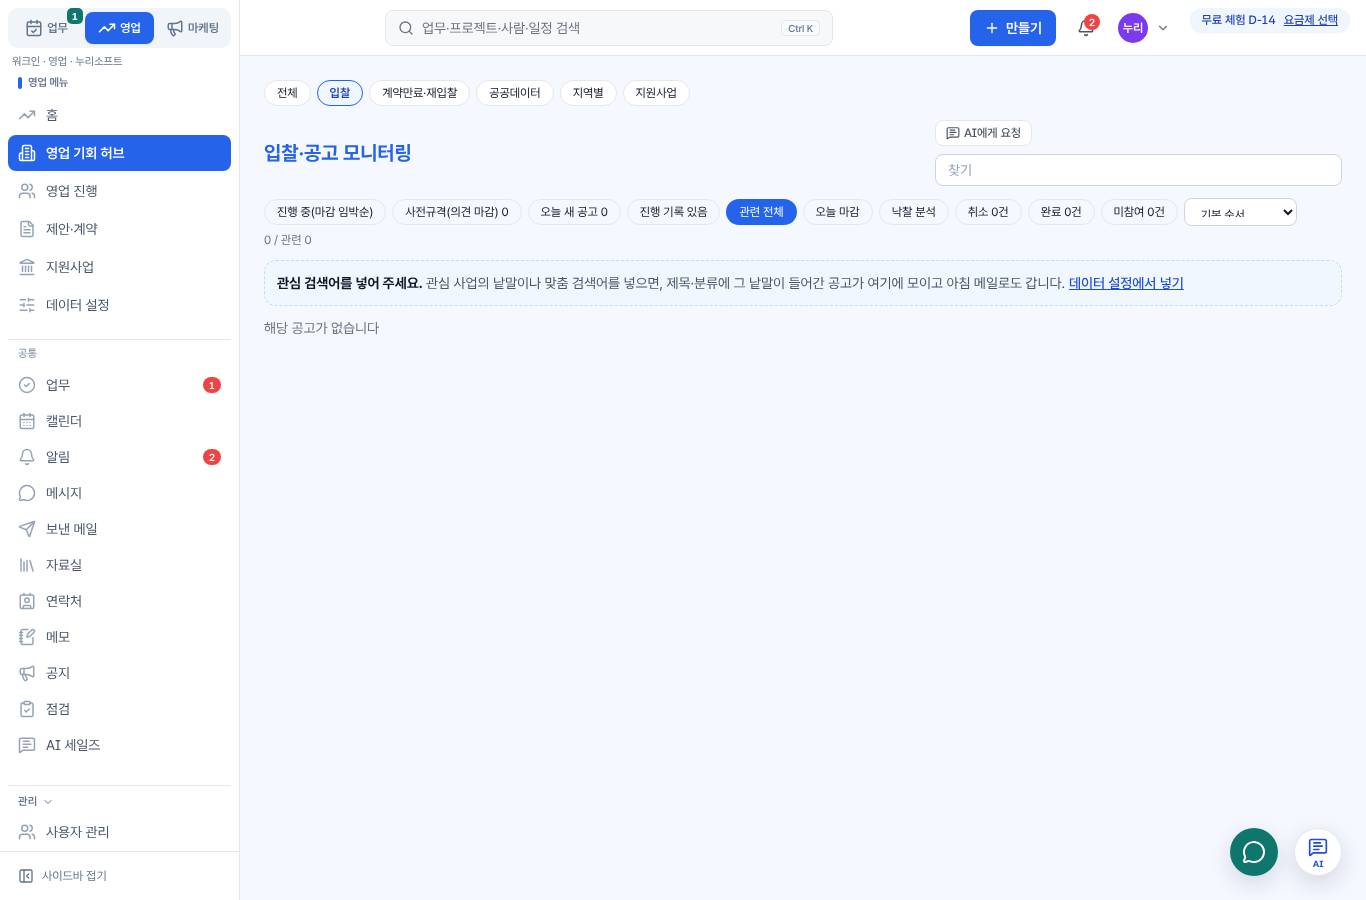 업무 1 영업 마케팅
업무·프로젝트·사람·일정 검색 Ctrl K
만들기 2 누리 무료 체험 D-14 요금제 선택
워크인 · 영업 · 누리소프트
영업 메뉴
홈
영업 기회 허브
영업 진행
제안·계약
지원사업
데이터 설정
공통
업무 1
캘린더
알림 2
메시지
보낸 메일
자료실
연락처
메모
공지
점검
AI 세일즈
관리
사용자 관리
사이드바 접기
전체 입찰 계약만료·재입찰 공공데이터 지역별 지원사업
입찰·공고 모니터링
AI에게 요청
찾기
진행 중(마감 임박순) 사전규격(의견 마감) 0 오늘 새 공고 0 진행 기록 있음 관련 전체 오늘 마감 낙찰 분석 취소 0건 완료 0건 미참여 0건 기본 순서
0 / 관련 0
관심 검색어를 넣어 주세요. 관심 사업의 낱말이나 맞춤 검색어를 넣으면, 제목·분류에 그 낱말이 들어간 공고가 여기에 모이고 아침 메일로도 갑니다. 데이터 설정에서 넣기
해당 공고가 없습니다
AI